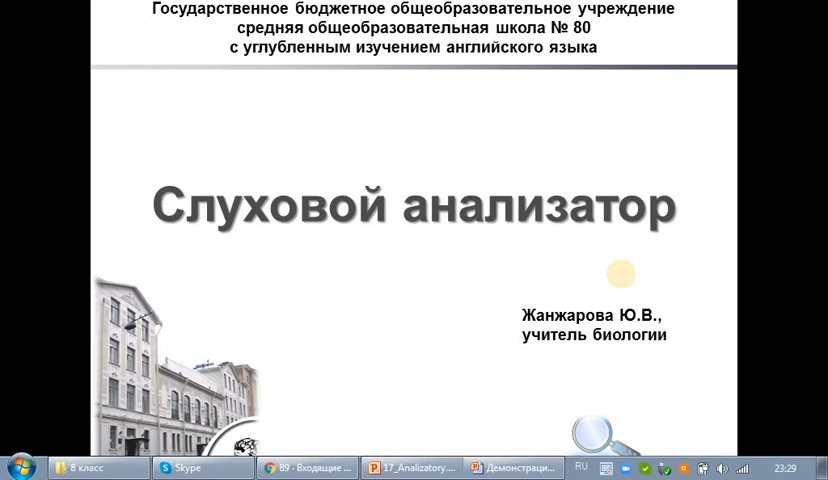 Государственное бюджетное общеобразовательное учреждение
средняя общеобразовательная школа № 80
с углубленным изучением английского языка
Слуховой анализатор
Жанжарова Ю.В.,
учитель биологии
8 класс
Skype
89 - Входящие ...
17_Analizatory....
Демонстраци...
RU
23:29